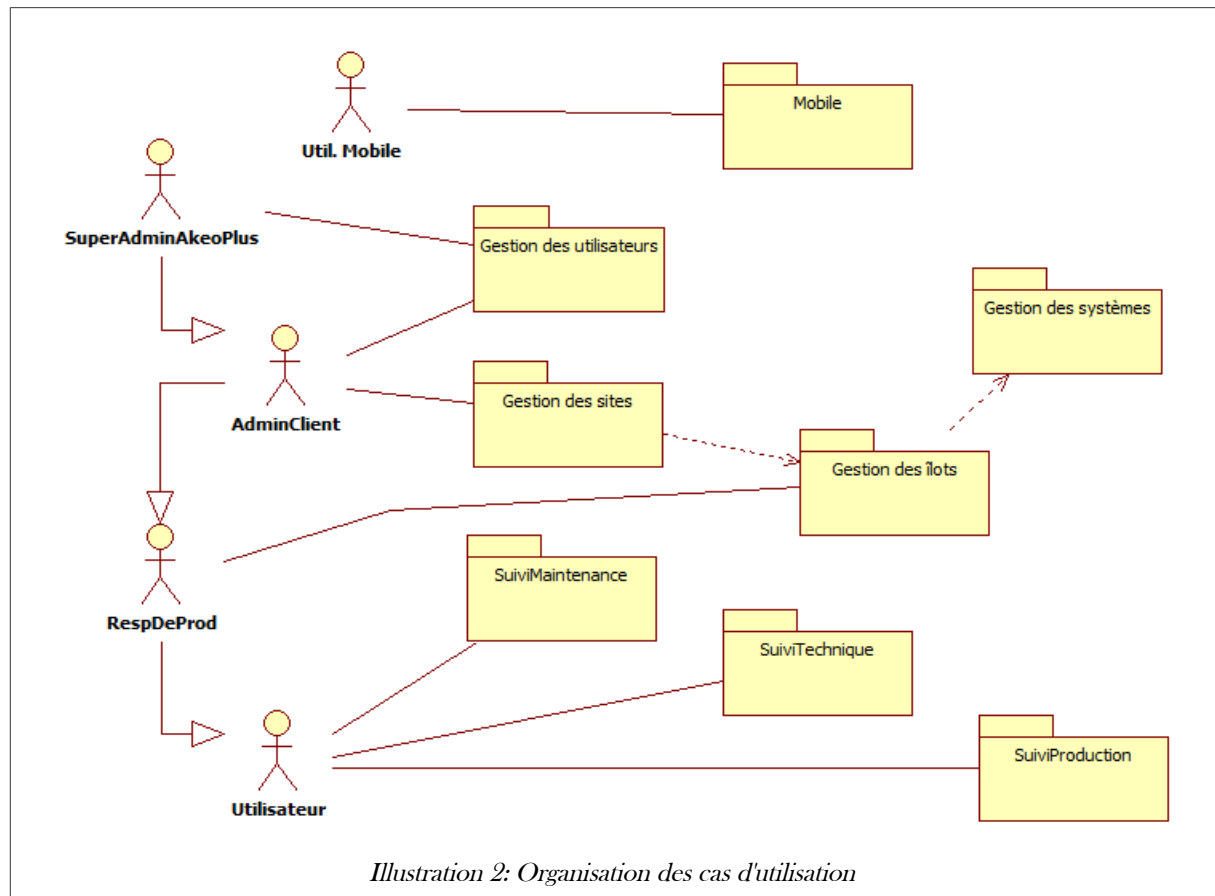 Mobile
Util. Mobile
SuperAdminAkeoPlus
Gestion des utilisateurs
Gestion des systèmes
AdminClient
Gestion des sites
Gestion des îlots
SuiviMaintenance
RespDeProd
SuiviTechnique
SuiviProduction
Utilisateur
Illustration 2: Organisation des cas d'utilisation